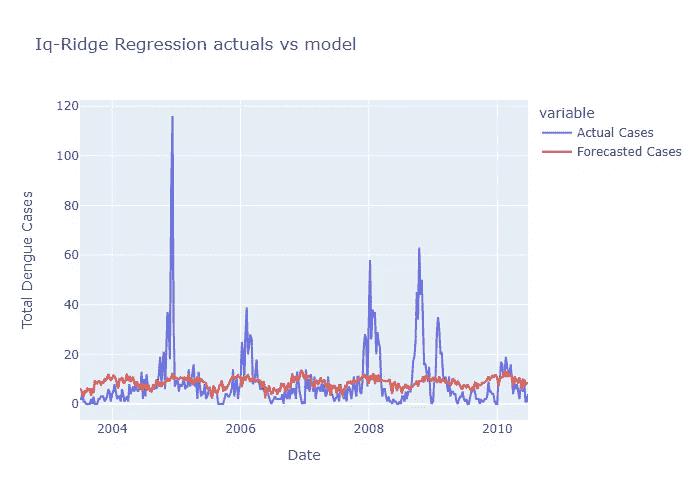 Iq-Ridge Regression actuals vs model
variable
Actual Cases
Forecasted Cases
Total Dengue Cases
120
100
80
60
40
20
0
2004
2006
2008
2010
Date